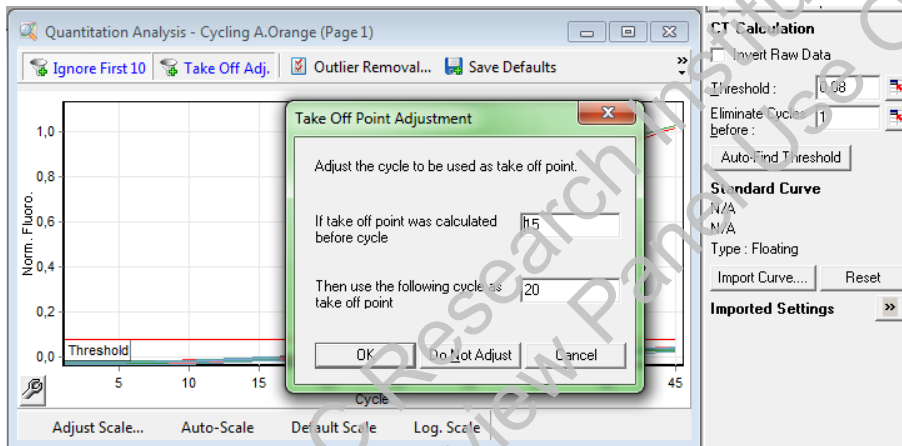 Quantitation Analysis - Cycling A.Orange (Page 1)
Ignore First 10 Take Off Adj. Outlier Removal... Save Defaults »
1,0
0,8
0,6
0,4
0,2
0,0
Norm. Fluoro.
Threshold
5 10 15 45
Cycle
Adjust Scale... Auto-Scale Default Scale Log. Scale
Take Off Point Adjustment
Adjust the cycle to be used as take off point.
If take off point was calculated
before cycle
15
Then use the following cycle as
take off point
20
OK Do Not Adjust Cancel
CT Calculation
Invert Raw Data
Threshold : 0.08
Eliminate Cycles
before :
1
Auto-Find Threshold
Standard Curve
N/A
N/A
Type : Floating
Import Curve.... Reset
Imported Settings »
C Research Institu
view Panel Use O